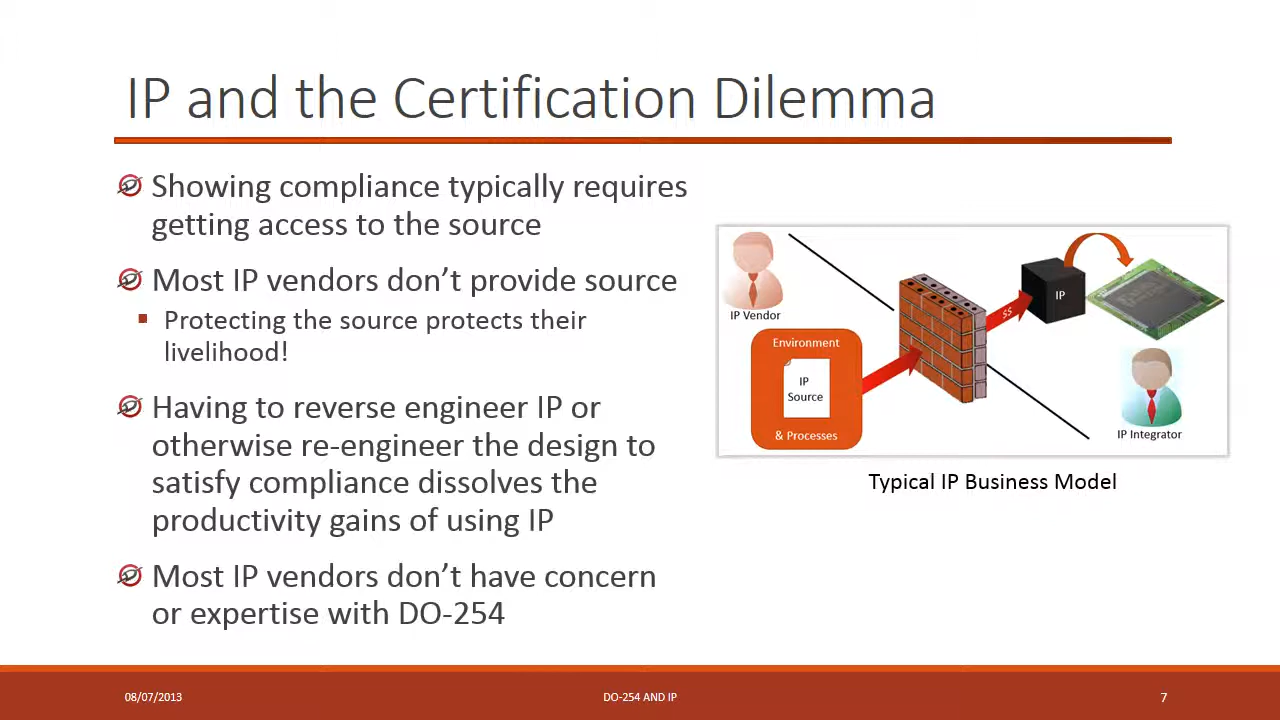 IP and the Certification Dilemma
Showing compliance typically requires
getting access to the source
Most IP vendors don’t provide source
Protecting the source protects their
livelihood!
Having to reverse engineer IP or
otherwise re-engineer the design to
satisfy compliance dissolves the
productivity gains of using IP
Most IP vendors don’t have concern
or expertise with DO-254
IP Vendor
Environment
IP
Source
& Processes
$$
IP
IP Integrator
Typical IP Business Model
08/07/2013
DO-254 AND IP
7